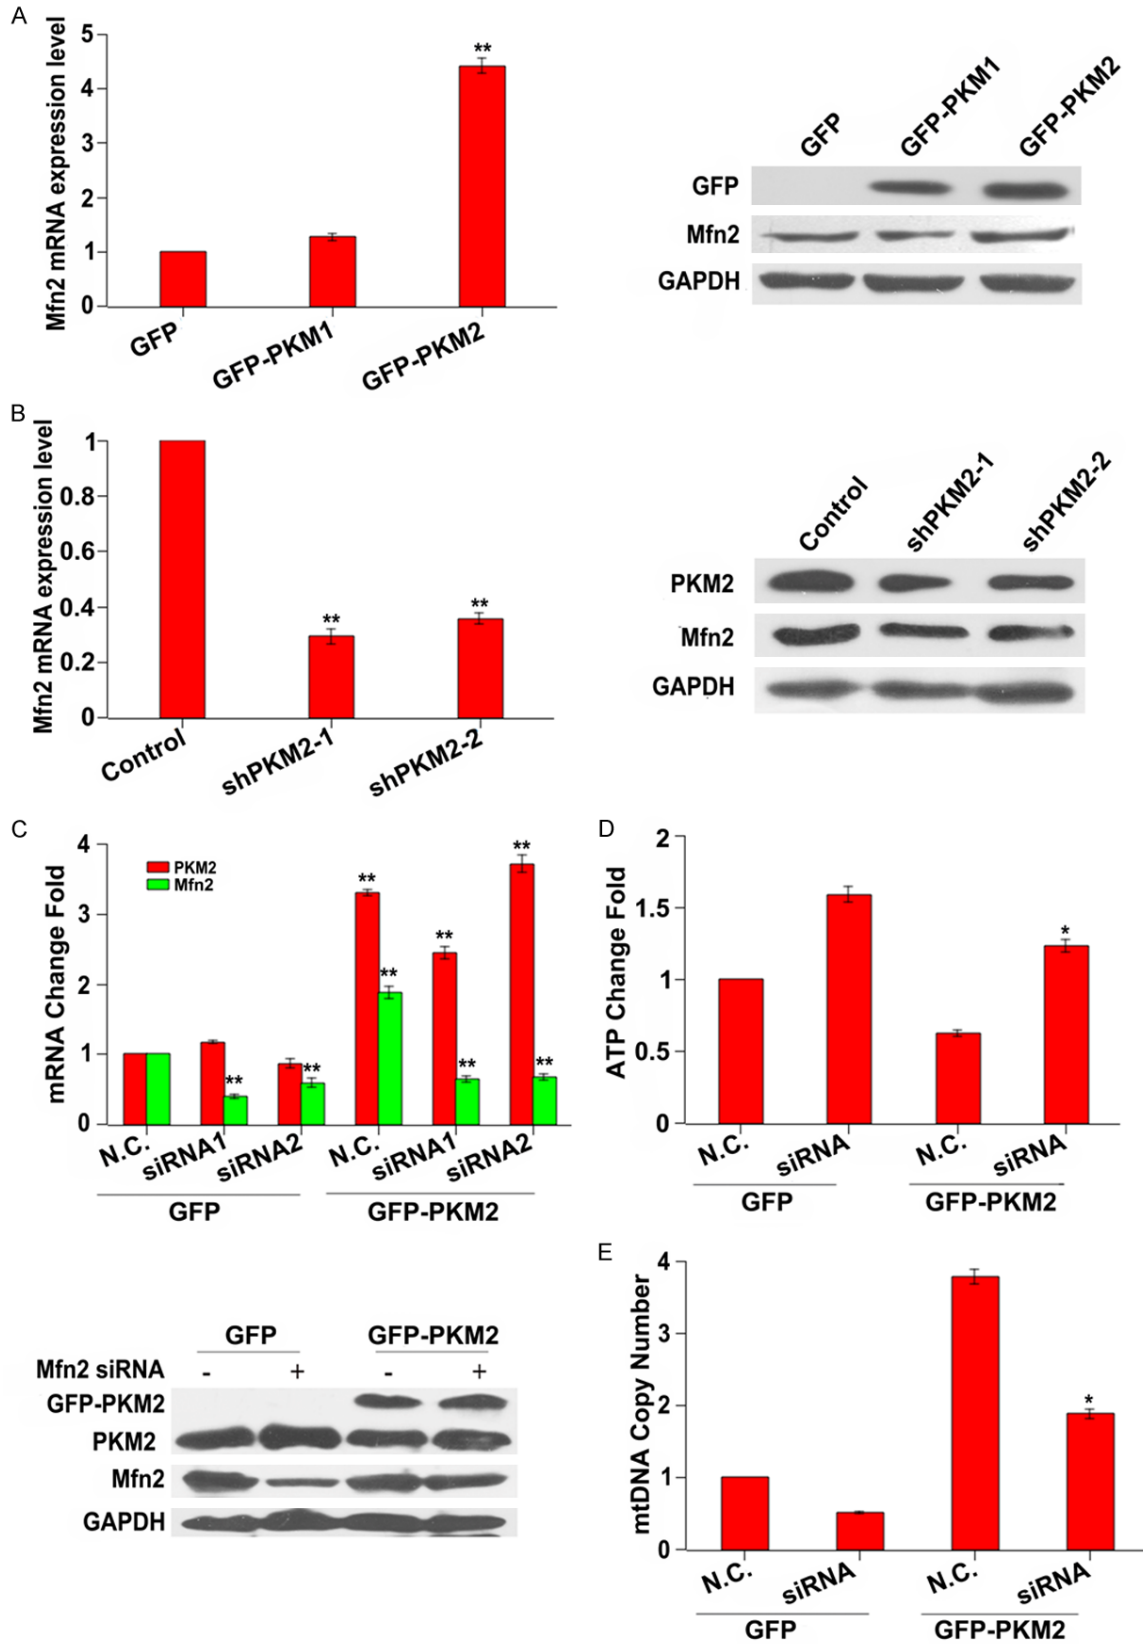 A
Mfn2 mRNA expression level
5
4
3
2
1
0
**
GFP
GFP-PKM1
GFP-PKM2
GFP
GFP-PKM1
GFP-PKM2
GFP
Mfn2
GAPDH
B
Mfn2 mRNA expression level
1
0.8
0.6
0.4
0.2
0
**
**
Control
shPKM2-1
shPKM2-2
Control
shPKM2-1
shPKM2-2
PKM2
Mfn2
GAPDH
C
mRNA Change Fold
4
3
2
1
0
PKM2
Mfn2
**
**
**
**
**
**
**
**
N.C.
siRNA1
siRNA2
N.C.
siRNA1
siRNA2
GFP
GFP-PKM2
GFP
GFP-PKM2
Mfn2 siRNA - + - +
GFP-PKM2
PKM2
Mfn2
GAPDH
D
ATP Change Fold
2
1.5
1
0.5
0
*
N.C.
siRNA
N.C.
siRNA
GFP
GFP-PKM2
E
mtDNA Copy Number
4
3
2
1
0
*
N.C.
siRNA
N.C.
siRNA
GFP
GFP-PKM2